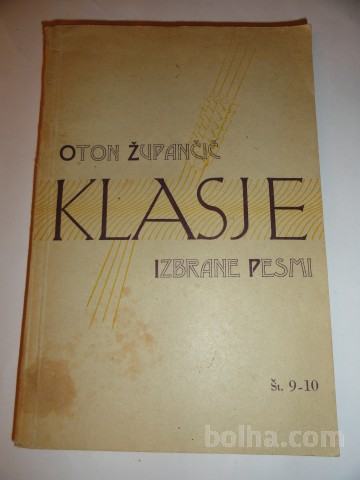 OTON ŽUPANČIČ
KLASJE
IZBRANE PESMI
Št. 9-10
bolha.com